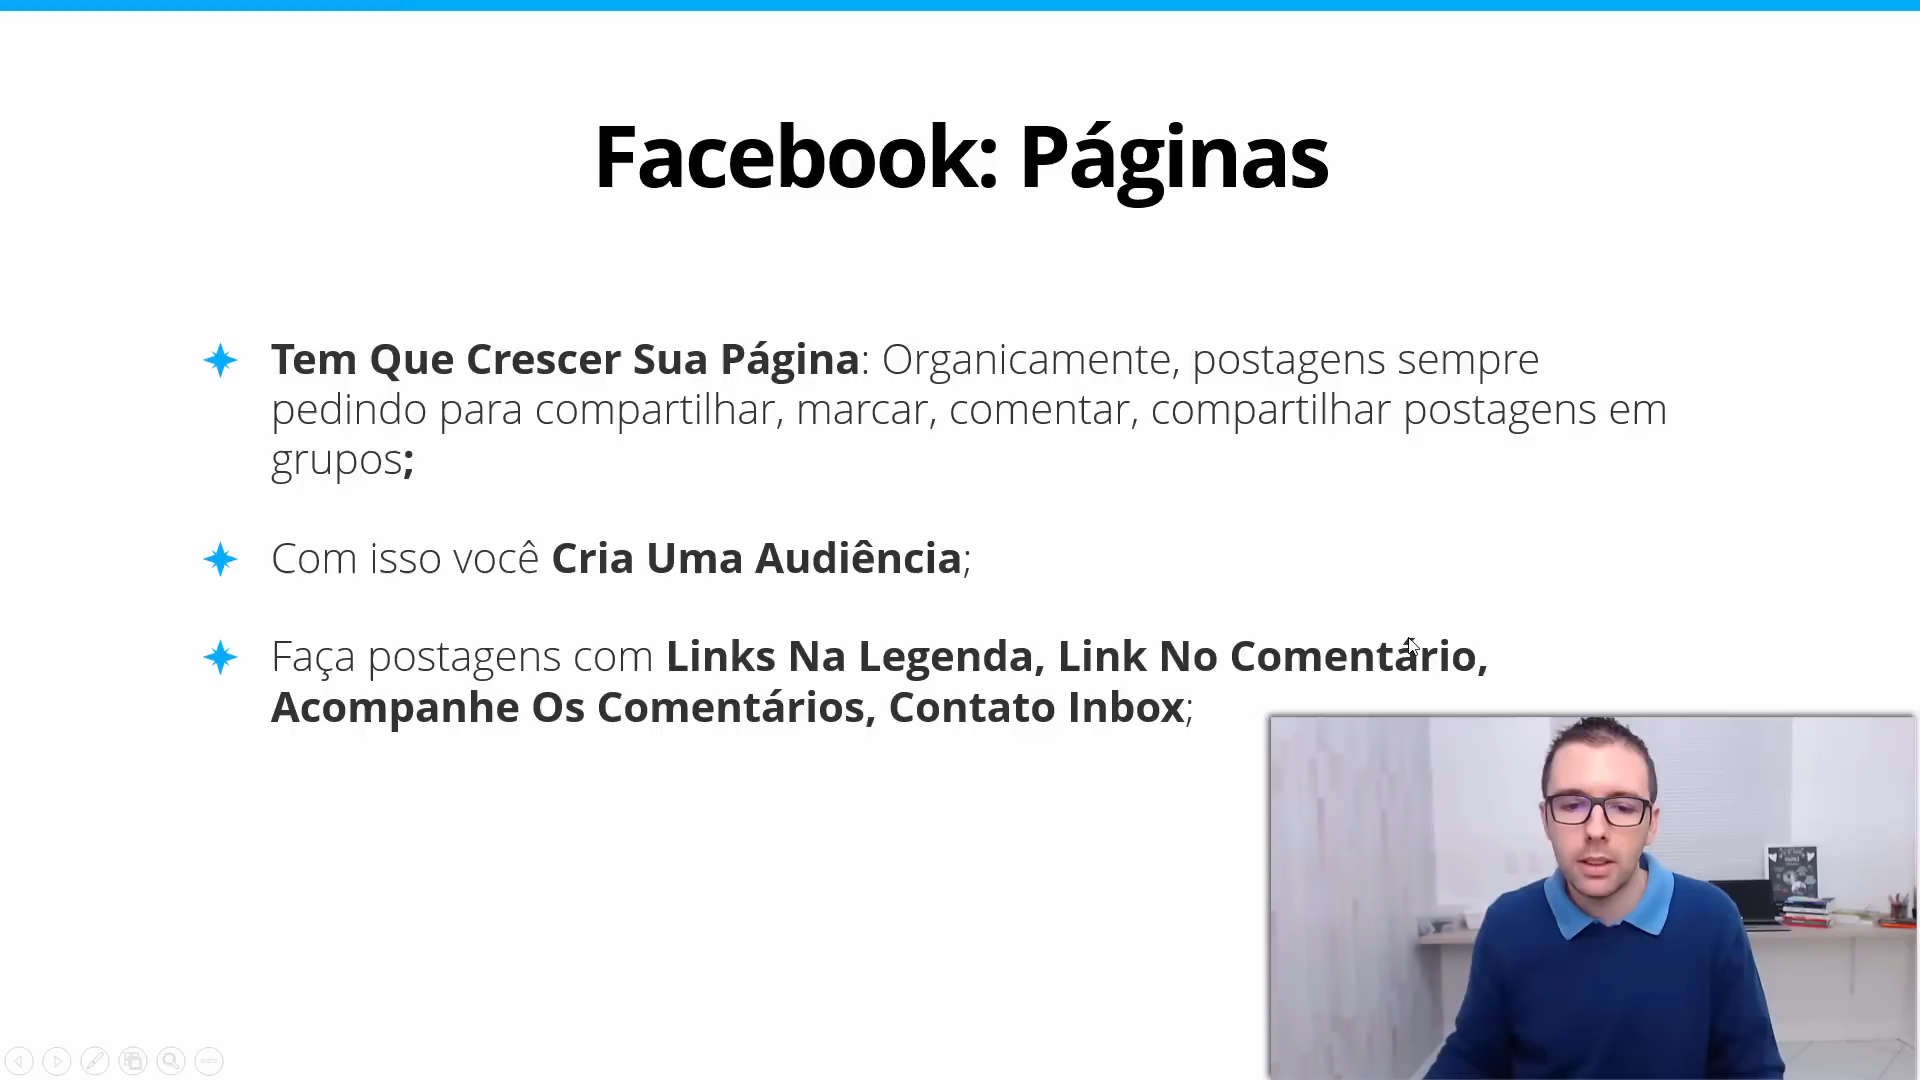 Facebook: Páginas
Tem Que Crescer Sua Página: Organicamente, postagens sempre
pedindo para compartilhar, marcar, comentar, compartilhar postagens em
grupos;
Com isso você Cria Uma Audiência;
Faça postagens com Links Na Legenda, Link No Comentário,
Acompanhe Os Comentários, Contato Inbox;